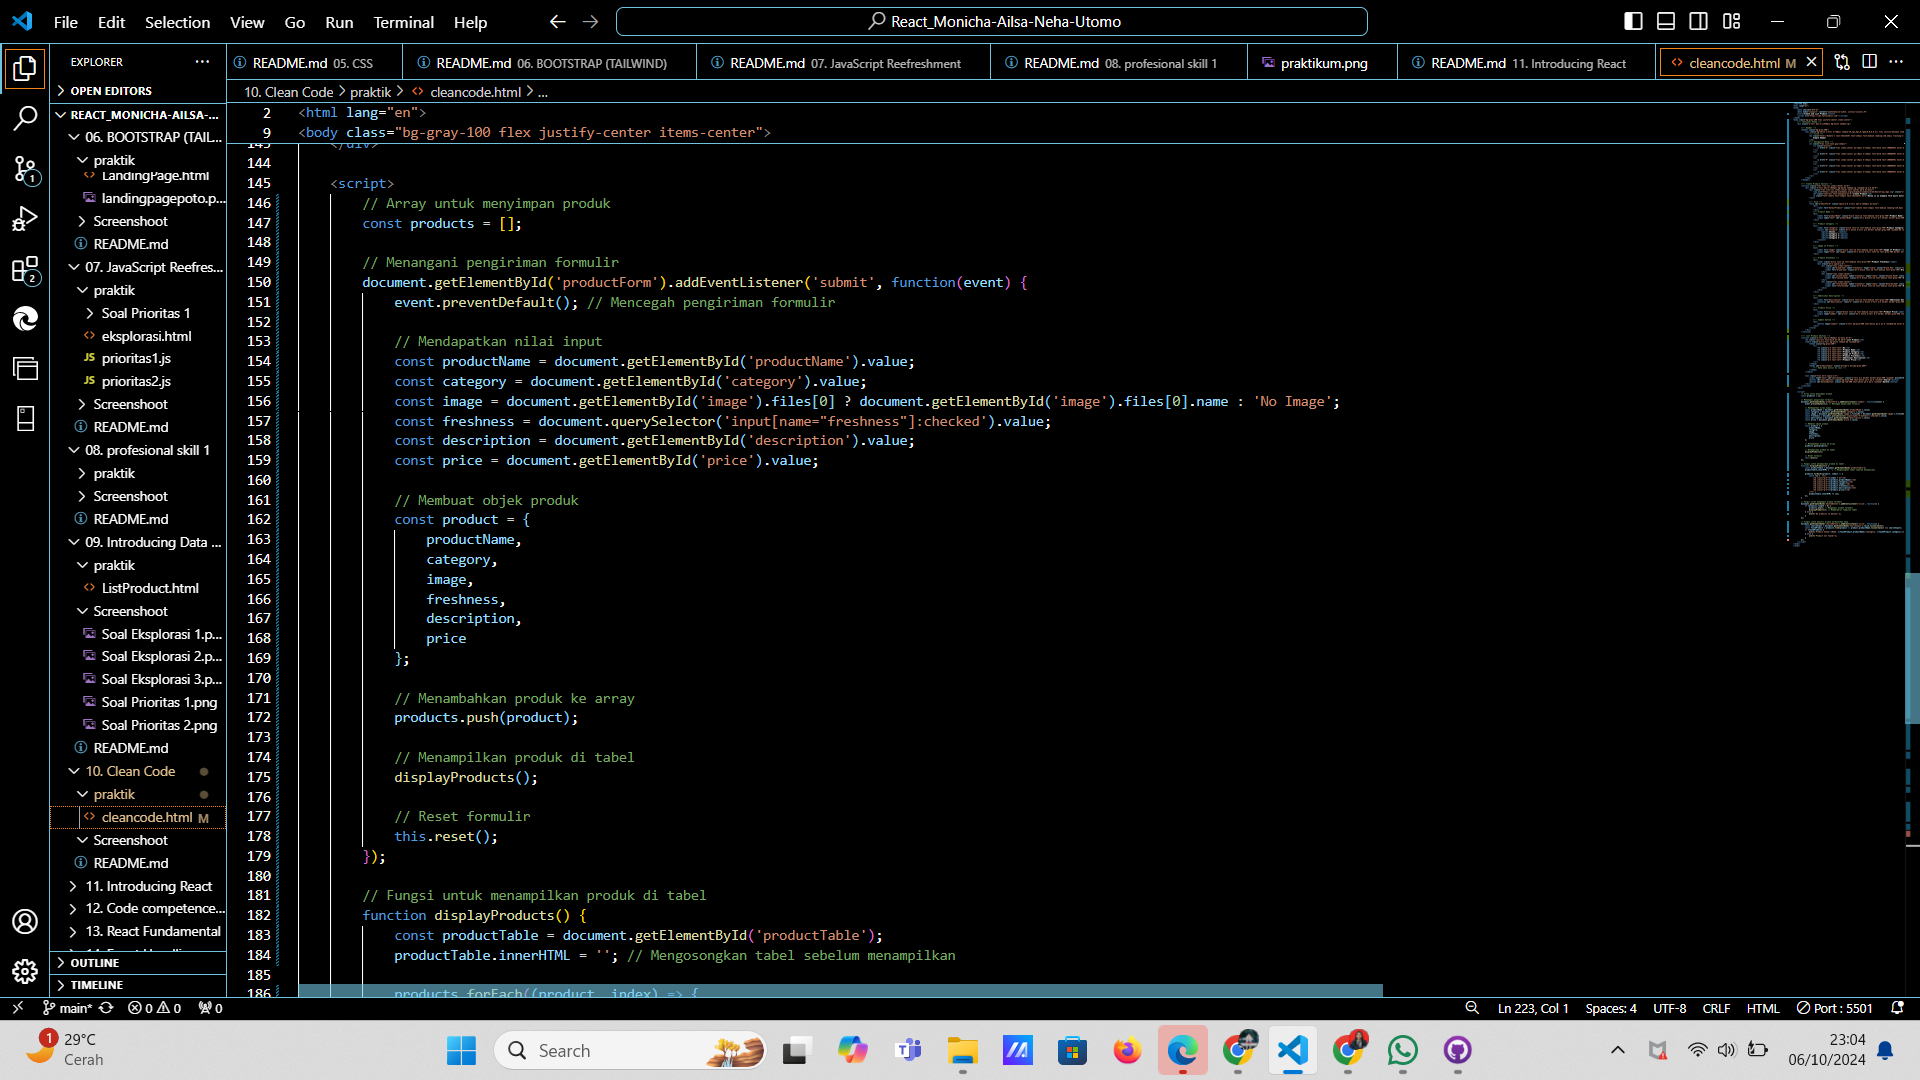 File Edit Selection View Go Run Terminal Help
React_Monicha-Ailsa-Neha-Utomo
EXPLORER
README.md 05. CSS
README.md 06. BOOTSTRAP (TAILWIND)
README.md 07. JavaScript Reefreshment
README.md 08. profesional skill 1
praktikum.png
README.md 11. Introducing React
cleancode.html M
10. Clean Code > praktik > cleancode.html > ...
OPEN EDITORS
REACT_MONICHA-AILSA-...
06. BOOTSTRAP (TAIL...
praktik
LandingPage.html
landingpagepoto.p...
Screenshoot
README.md
07. JavaScript Reefres...
praktik
Soal Prioritas 1
eksplorasi.html
JS prioritas1.js
JS prioritas2.js
Screenshoot
README.md
08. profesional skill 1
praktik
Screenshoot
README.md
09. Introducing Data ...
praktik
ListProduct.html
Screenshoot
Soal Eksplorasi 1.p...
Soal Eksplorasi 2.p...
Soal Eksplorasi 3.p...
Soal Prioritas 1.png
Soal Prioritas 2.png
README.md
10. Clean Code
praktik
cleancode.html M
Screenshoot
README.md
11. Introducing React
12. Code competence...
13. React Fundamental
OUTLINE
TIMELINE
2 <html lang="en">
9 <body class="bg-gray-100 flex justify-center items-center">
143 </div>
144
145 <script>
146 // Array untuk menyimpan produk
147 const products = [];
148
149 // Menangani pengiriman formulir
150 document.getElementById('productForm').addEventListener('submit', function(event) {
151 event.preventDefault(); // Mencegah pengiriman formulir
152
153 // Mendapatkan nilai input
154 const productName = document.getElementById('productName').value;
155 const category = document.getElementById('category').value;
156 const image = document.getElementById('image').files[0] ? document.getElementById('image').files[0].name : 'No Image';
157 const freshness = document.querySelector('input[name="freshness"]:checked').value;
158 const description = document.getElementById('description').value;
159 const price = document.getElementById('price').value;
160
161 // Membuat objek produk
162 const product = {
163 productName,
164 category,
165 image,
166 freshness,
167 description,
168 price
169 };
170
171 // Menambahkan produk ke array
172 products.push(product);
173
174 // Menampilkan produk di tabel
175 displayProducts();
176
177 // Reset formulir
178 this.reset();
179 });
180
181 // Fungsi untuk menampilkan produk di tabel
182 function displayProducts() {
183 const productTable = document.getElementById('productTable');
184 productTable.innerHTML = ''; // Mengosongkan tabel sebelum menampilkan
185
186 products.forEach((product, index) => {
1
2
main* 0 0 0
Ln 223, Col 1 Spaces: 4 UTF-8 CRLF HTML Port : 5501
1
29°C
Cerah
Search
23:04
06/10/2024